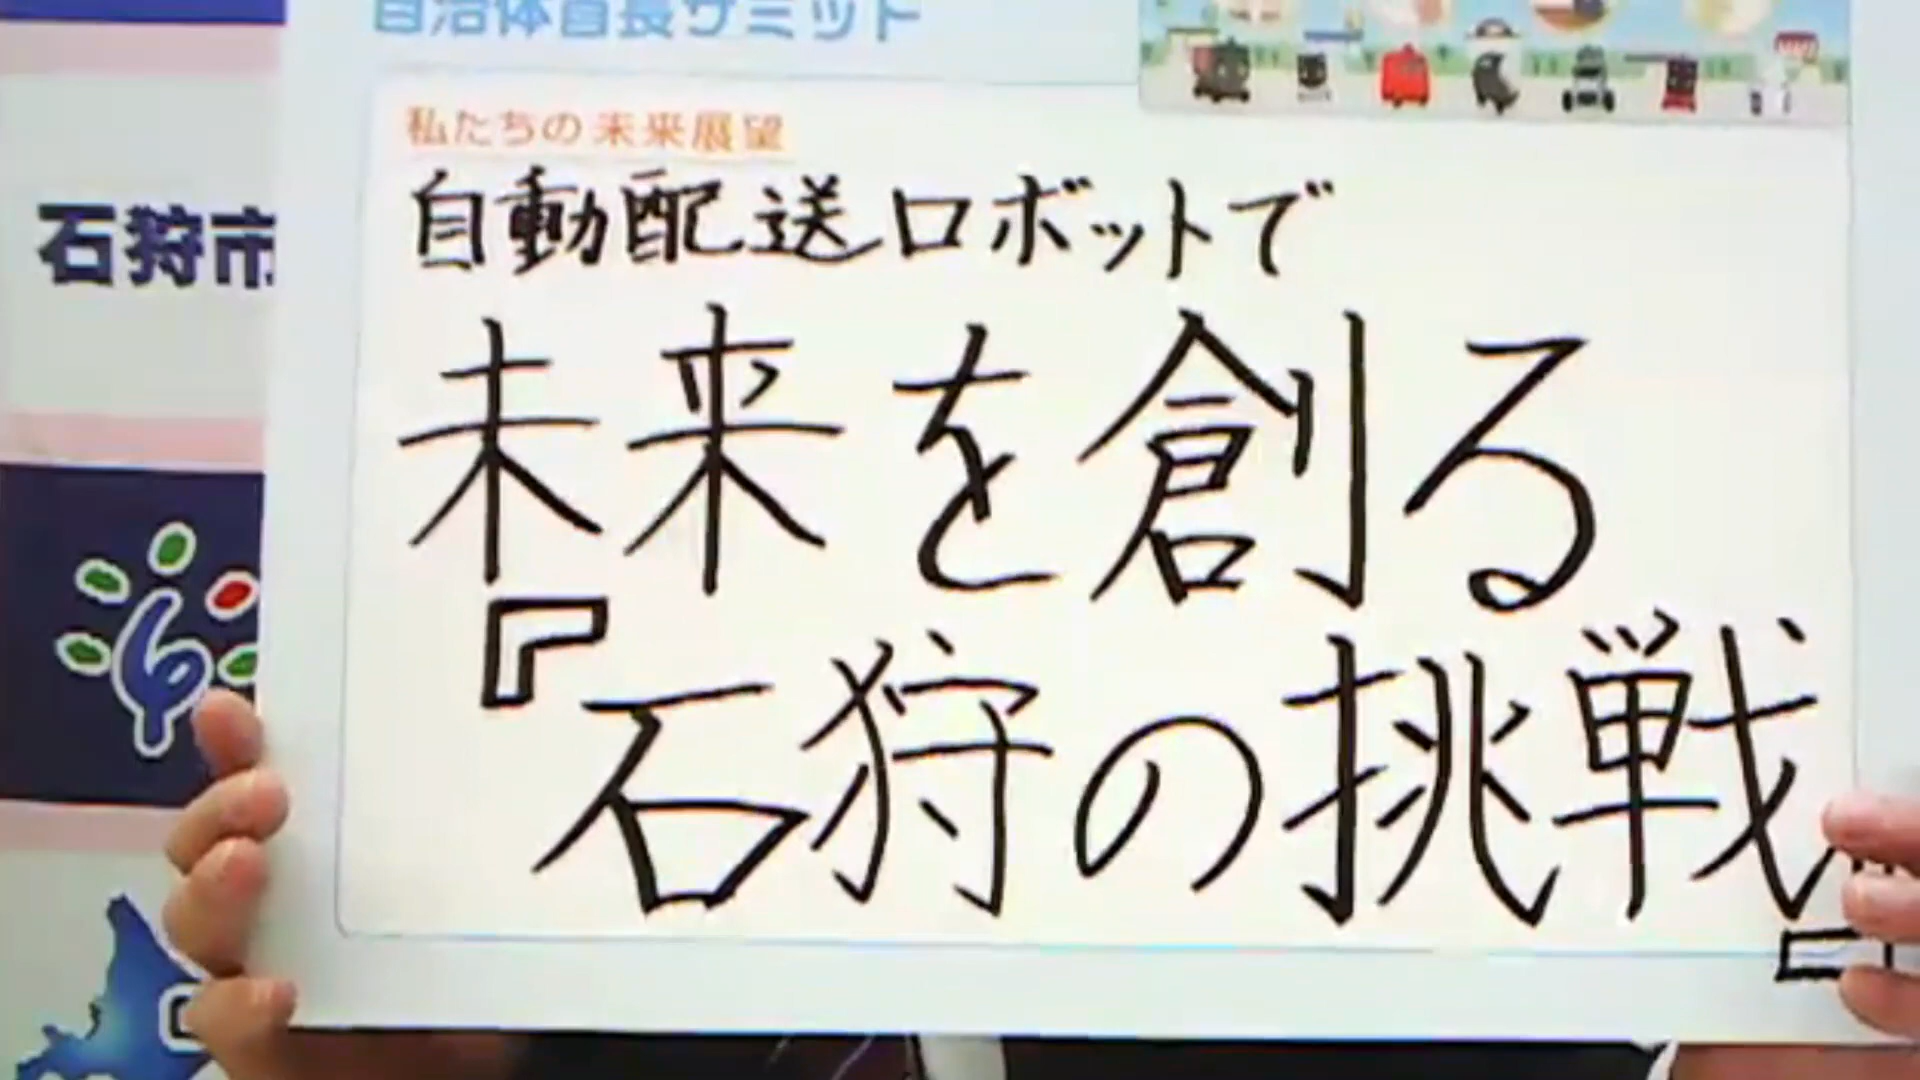 自治体首長サミット
私たちの未来展望
自動配送ロボットで
未来を創る
『石狩の挑戦』
石狩市